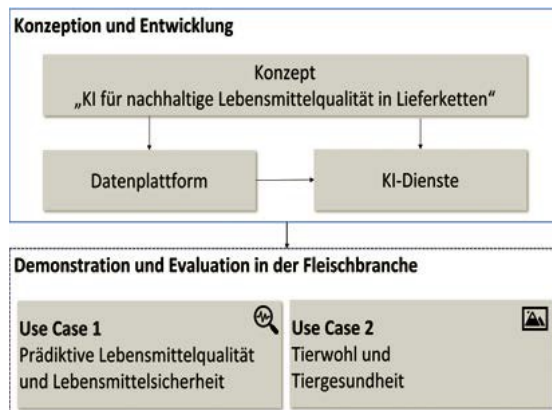 Konzeption und Entwicklung
Konzept
„KI für nachhaltige Lebensmittelqualität in Lieferketten“
Datenplattform
KI-Dienste
Demonstration und Evaluation in der Fleischbranche
Use Case 1
Prädiktive Lebensmittelqualität
und Lebensmittelsicherheit
Use Case 2
Tierwohl und
Tiergesundheit